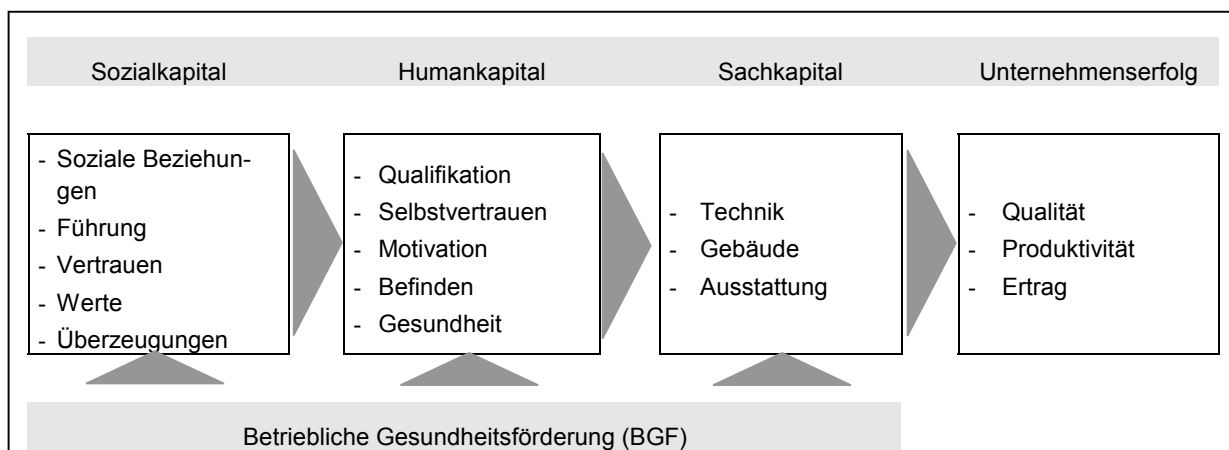 Sozialkapital
Humankapital
Sachkapital
Unternehmenserfolg
- Soziale Beziehun-
gen
- Führung
- Vertrauen
- Werte
- Überzeugungen
- Qualifikation
- Selbstvertrauen
- Motivation
- Befinden
- Gesundheit
- Technik
- Gebäude
- Ausstattung
- Qualität
- Produktivität
- Ertrag
Betriebliche Gesundheitsförderung (BGF)